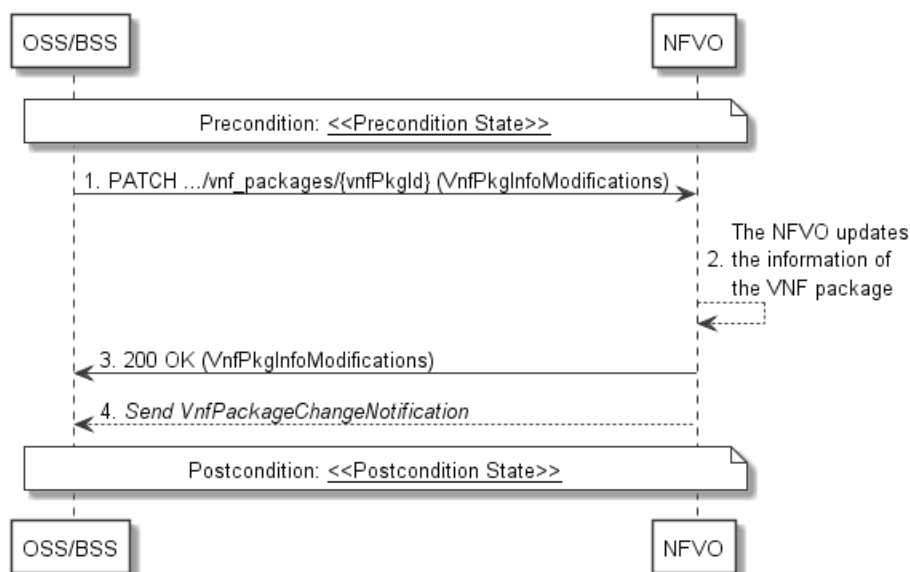 OSS/BSS
NFVO
Precondition: <<Precondition State>>
1. PATCH .../vnf_packages/{vnfPkgId} (VnfPkgInfoModifications)
The NFVO updates
2. the information of
the VNF package
3. 200 OK (VnfPkgInfoModifications)
4. Send VnfPackageChangeNotification
Postcondition: <<Postcondition State>>
OSS/BSS
NFVO